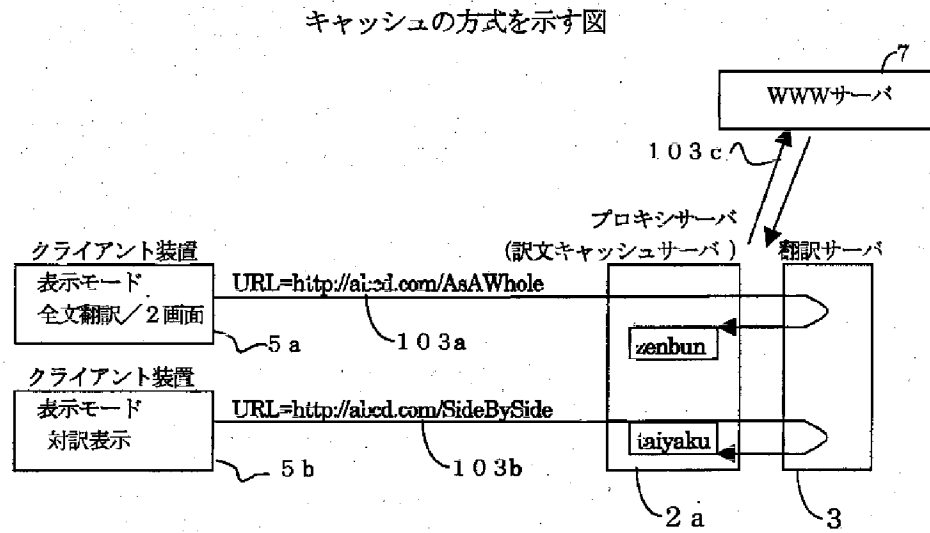 キャッシュの方式を示す図
7
WWWサーバ
103c
プロキシサーバ
(訳文キャッシュサーバ)
翻訳サーバ
クライアント装置
表示モード
全文翻訳/2画面
URL=http://abcd.com/AsAWhole
5a
103a
zenbun
クライアント装置
表示モード
対訳表示
URL=http://abcd.com/SideBySide
taiyaku
5b
103b
2a
3